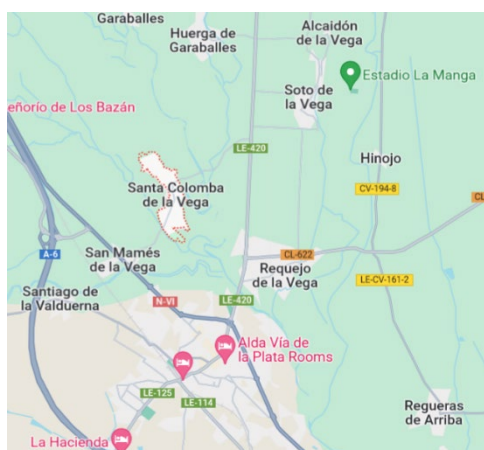 Garaballes
Huerga de
Garaballes
Alcaidón
de la Vega
Estadio La Manga
eñorío de Los Bazán
Soto de
la Vega
LE-420
Hinojo
Santa Colomba
de la Vega
CV-194-8
CL
A-6
San Mamés
de la Vega
CL-622
Requejo
de la Vega
LE-CV-161-2
Santiago de
la Valduerna
N-VI
LE-420
Alda Vía de
la Plata Rooms
LE-125
LE-114
Regueras
de Arriba
La Hacienda